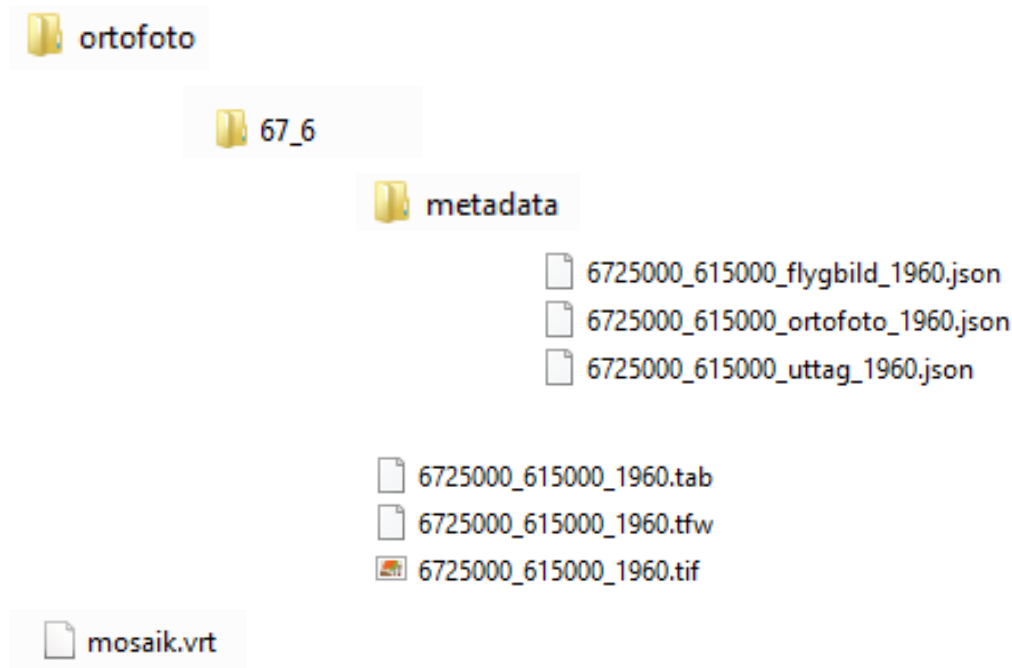 ortofoto
67_6
metadata
6725000_615000_flygbild_1960.json
6725000_615000_ortofoto_1960.json
6725000_615000_uttag_1960.json
6725000_615000_1960.tab
6725000_615000_1960.tfw
6725000_615000_1960.tif
mosaik.vrt